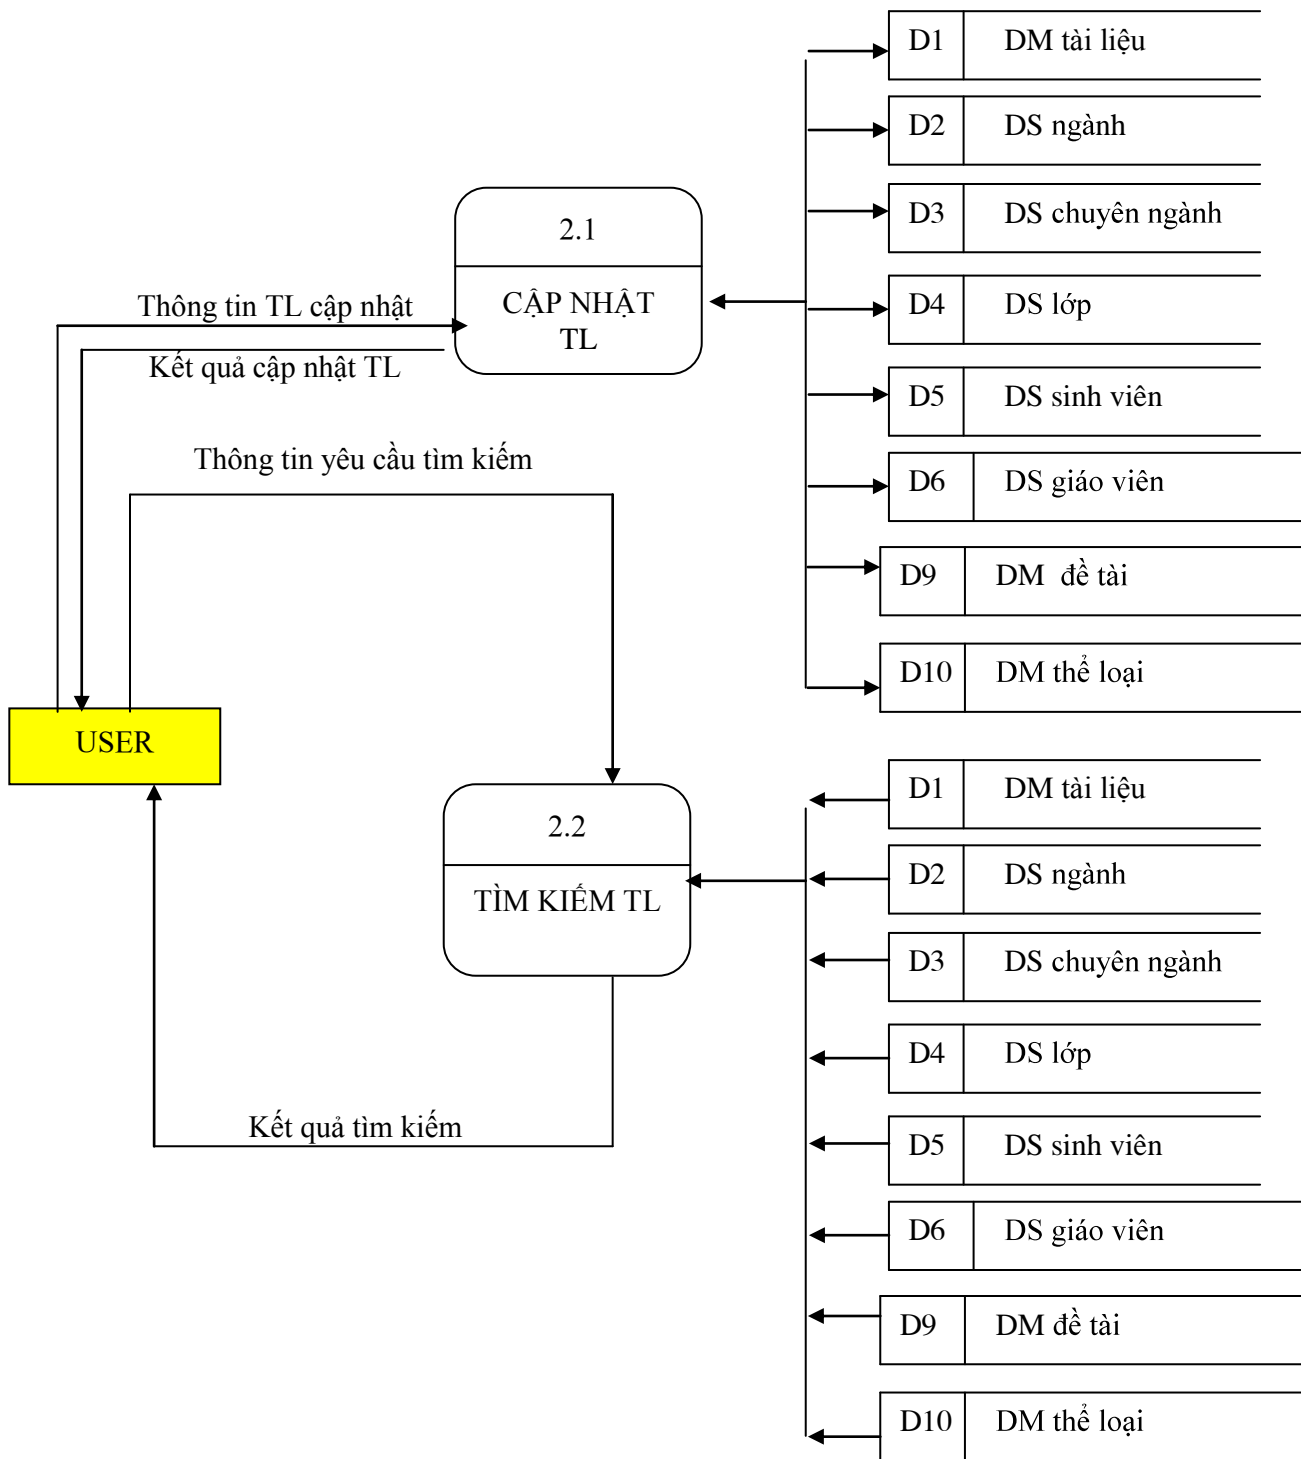 D1 DM tài liệu
D2 DS ngành
D3 DS chuyên ngành
D4 DS lớp
D5 DS sinh viên
D6 DS giáo viên
D9 DM đề tài
D10 DM thể loại
2.1
CẬP NHẬT
TL
Thông tin TL cập nhật
Kết quả cập nhật TL
Thông tin yêu cầu tìm kiếm
USER
2.2
TÌM KIẾM TL
Kết quả tìm kiếm
D1 DM tài liệu
D2 DS ngành
D3 DS chuyên ngành
D4 DS lớp
D5 DS sinh viên
D6 DS giáo viên
D9 DM đề tài
D10 DM thể loại